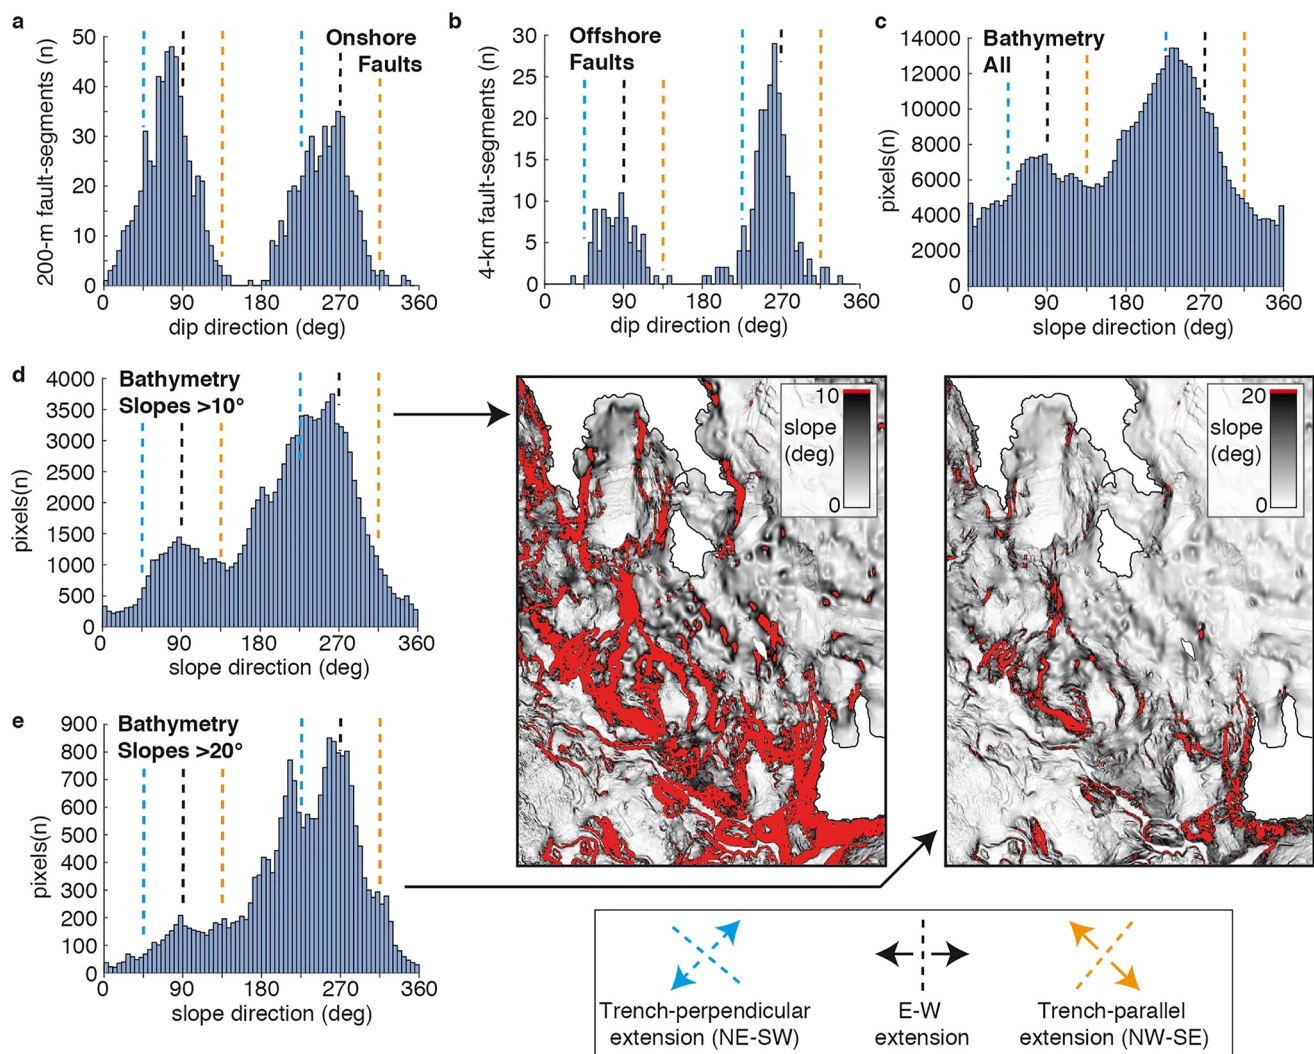 a
Onshore
Faults
200-m fault-segments (n)
50
40
30
20
10
0
0
90
180
270
360
dip direction (deg)
b
Offshore
Faults
4-km fault-segments (n)
30
25
20
15
10
5
0
0
90
180
270
360
dip direction (deg)
c
Bathymetry
All
pixels(n)
14000
12000
10000
8000
6000
4000
2000
0
0
90
180
270
360
slope direction (deg)
d
Bathymetry
Slopes >10°
pixels(n)
4000
3500
3000
2500
2000
1500
1000
500
0
0
90
180
270
360
slope direction (deg)
10
slope
(deg)
0
20
slope
(deg)
0
e
Bathymetry
Slopes >20°
pixels(n)
900
800
700
600
500
400
300
200
100
0
0
90
180
270
360
slope direction (deg)
Trench-perpendicular
extension (NE-SW)
E-W
extension
Trench-parallel
extension (NW-SE)